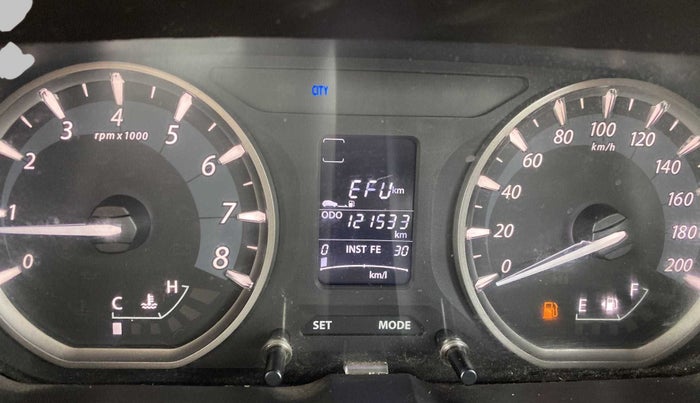 CITY
0
1
2
3
4
5
6
7
8
rpm x 1000
C
H
EFU km
ODO 121533
km
0 INST FE 30
km/l
SET MODE
0
20
40
60
80
100
120
140
160
180
200
km/h
E
F